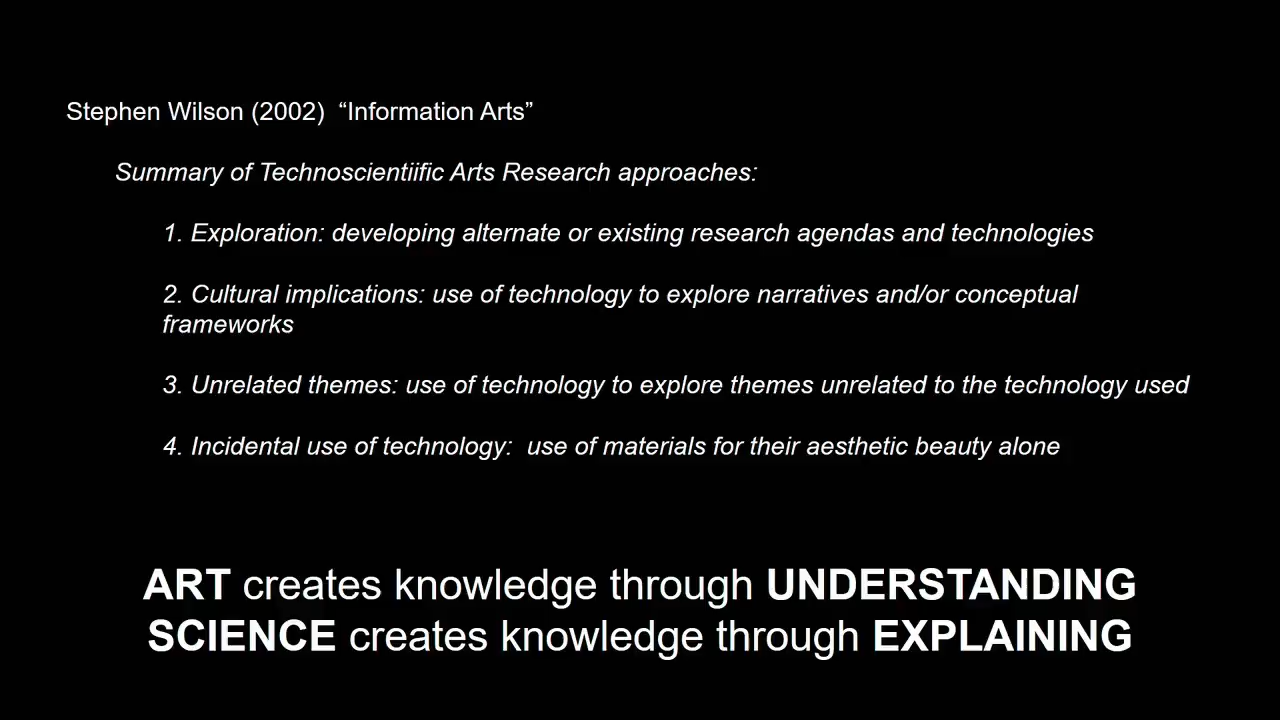 Stephen Wilson (2002)  “Information Arts”
Summary of Technoscientiific Arts Research approaches:
1. Exploration: developing alternate or existing research agendas and technologies
2. Cultural implications: use of technology to explore narratives and/or conceptual
frameworks
3. Unrelated themes: use of technology to explore themes unrelated to the technology used
4. Incidental use of technology:  use of materials for their aesthetic beauty alone
ART creates knowledge through UNDERSTANDING
SCIENCE creates knowledge through EXPLAINING